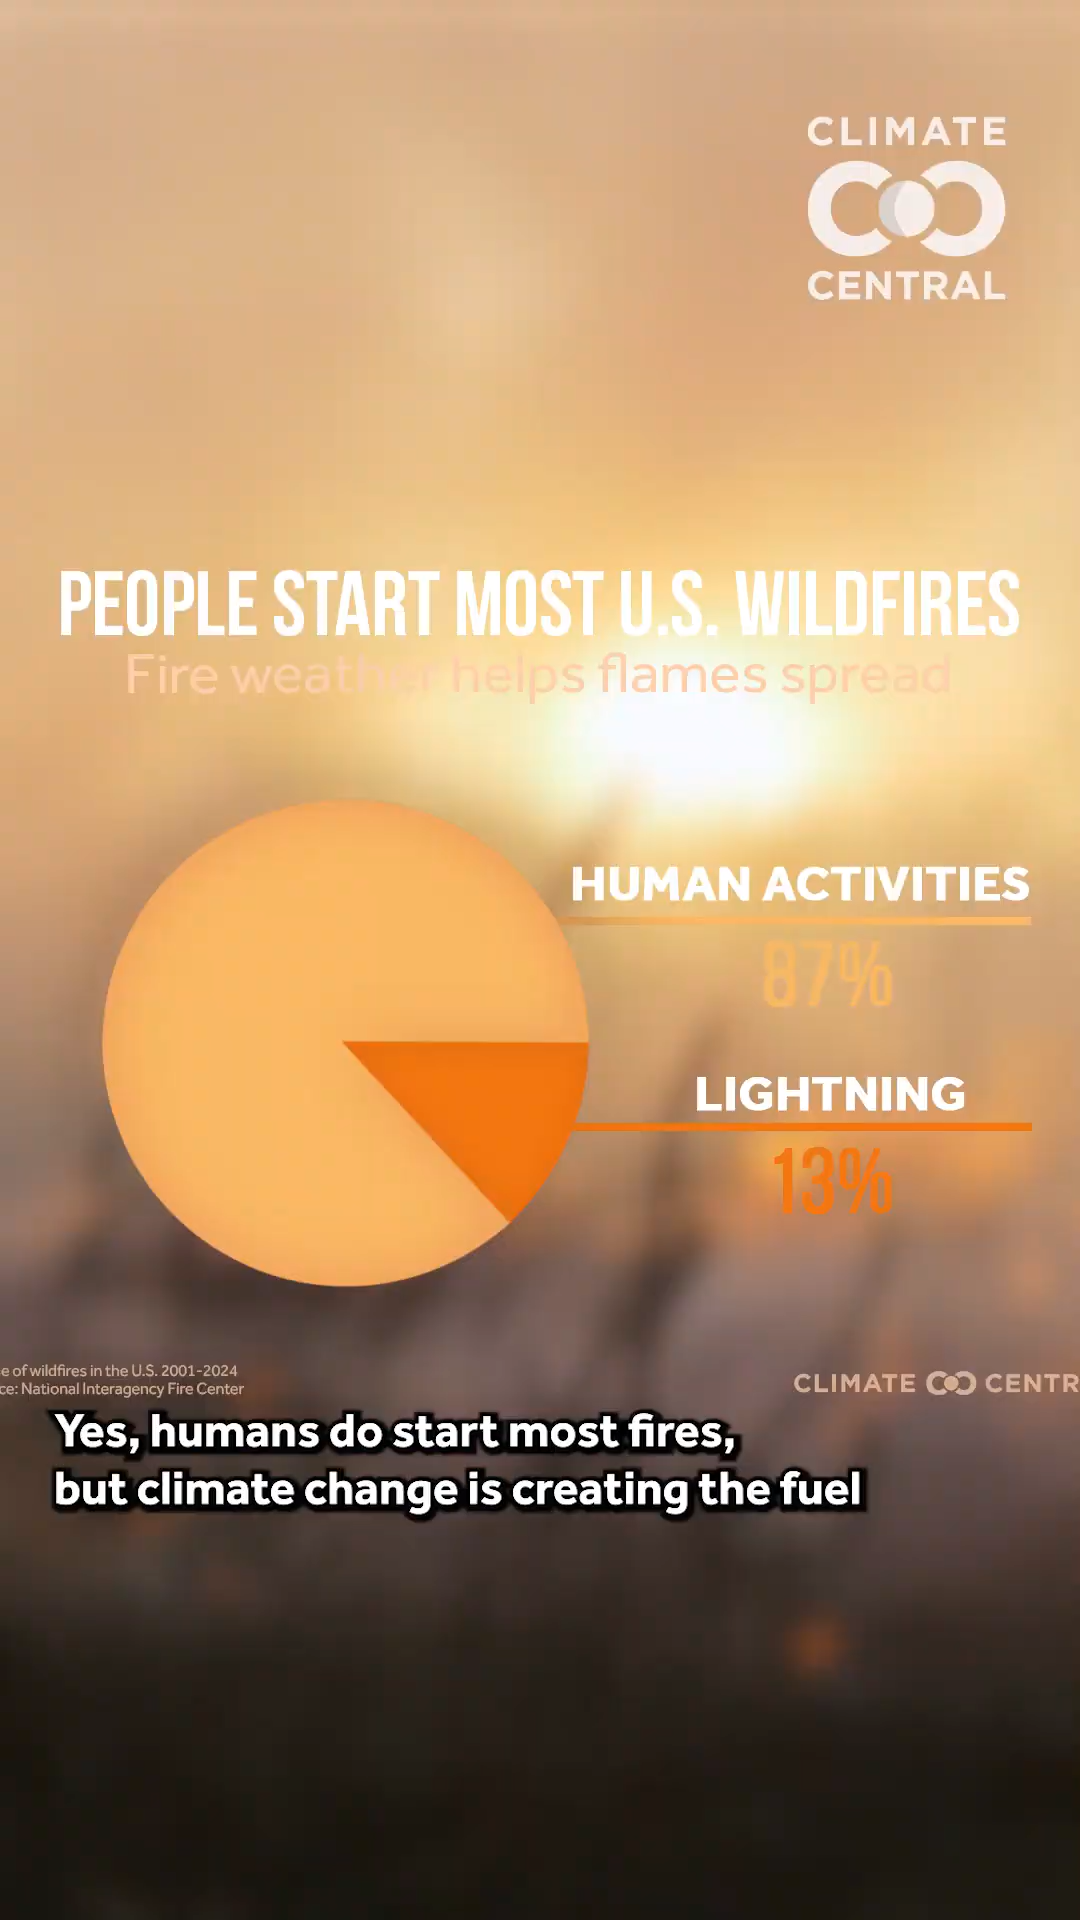 CLIMATE
CENTRAL
PEOPLE START MOST U.S. WILDFIRES
Fire weather helps flames spread
HUMAN ACTIVITIES
87%
LIGHTNING
13%
of wildfires in the U.S. 2001-2024
National Interagency Fire Center
CLIMATE CENTR
Yes, humans do start most fires,
but climate change is creating the fuel